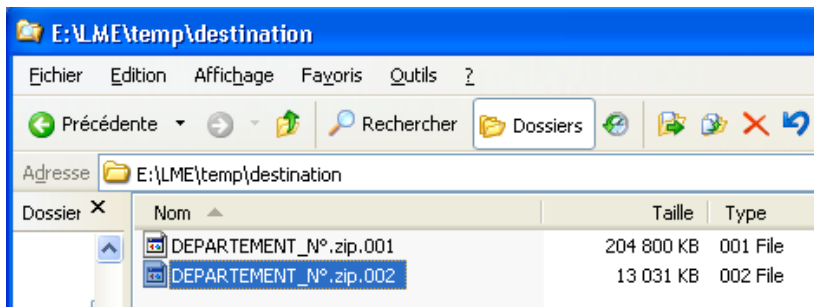 E:\LME\temp\destination
Fichier Edition Affichage Favoris Outils ?
Précédente Rechercher Dossiers
Adresse E:\LME\temp\destination
Dossier Nom Taille Type
DEPARTEMENT_N°.zip.001 204 800 KB 001 File
DEPARTEMENT_N°.zip.002 13 031 KB 002 File